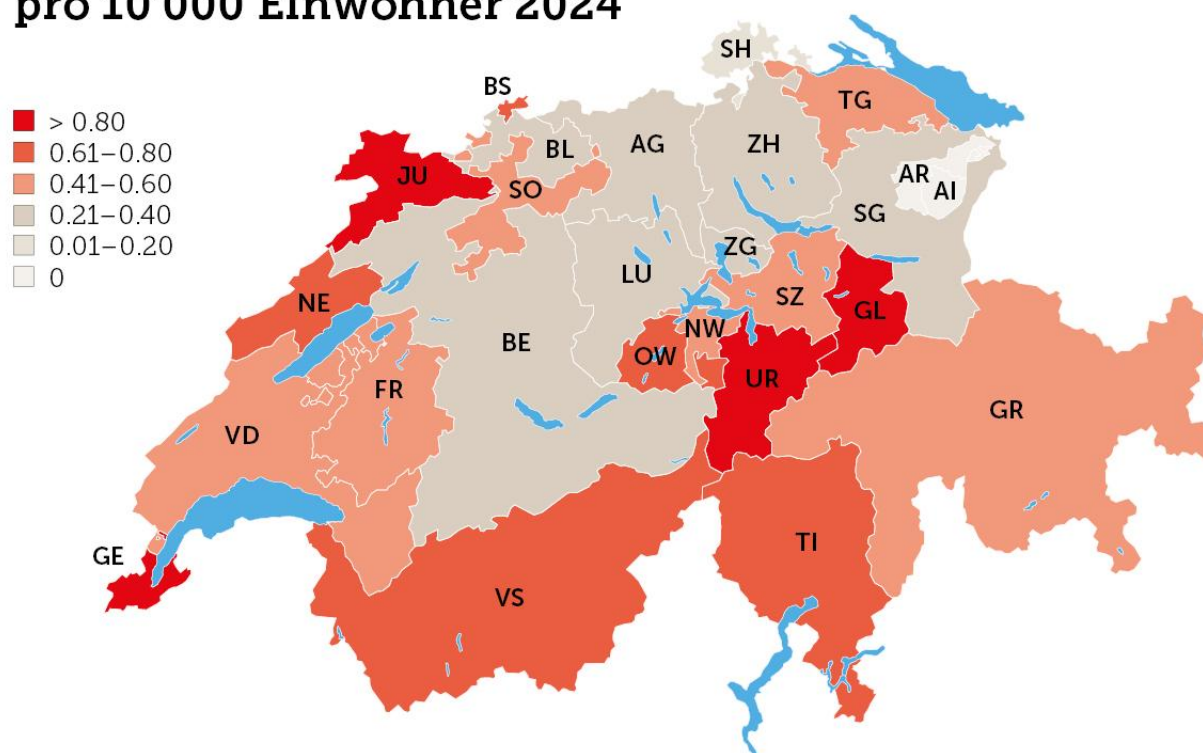 pro 10 000 Einwohner 2024
> 0.80
0.61–0.80
0.41–0.60
0.21–0.40
0.01–0.20
0
SH
BS
TG
BL
AG
ZH
JU
SO
AR
AI
SG
ZG
LU
NE
SZ
GL
NW
OW
BE
UR
FR
GR
VD
TI
GE
VS